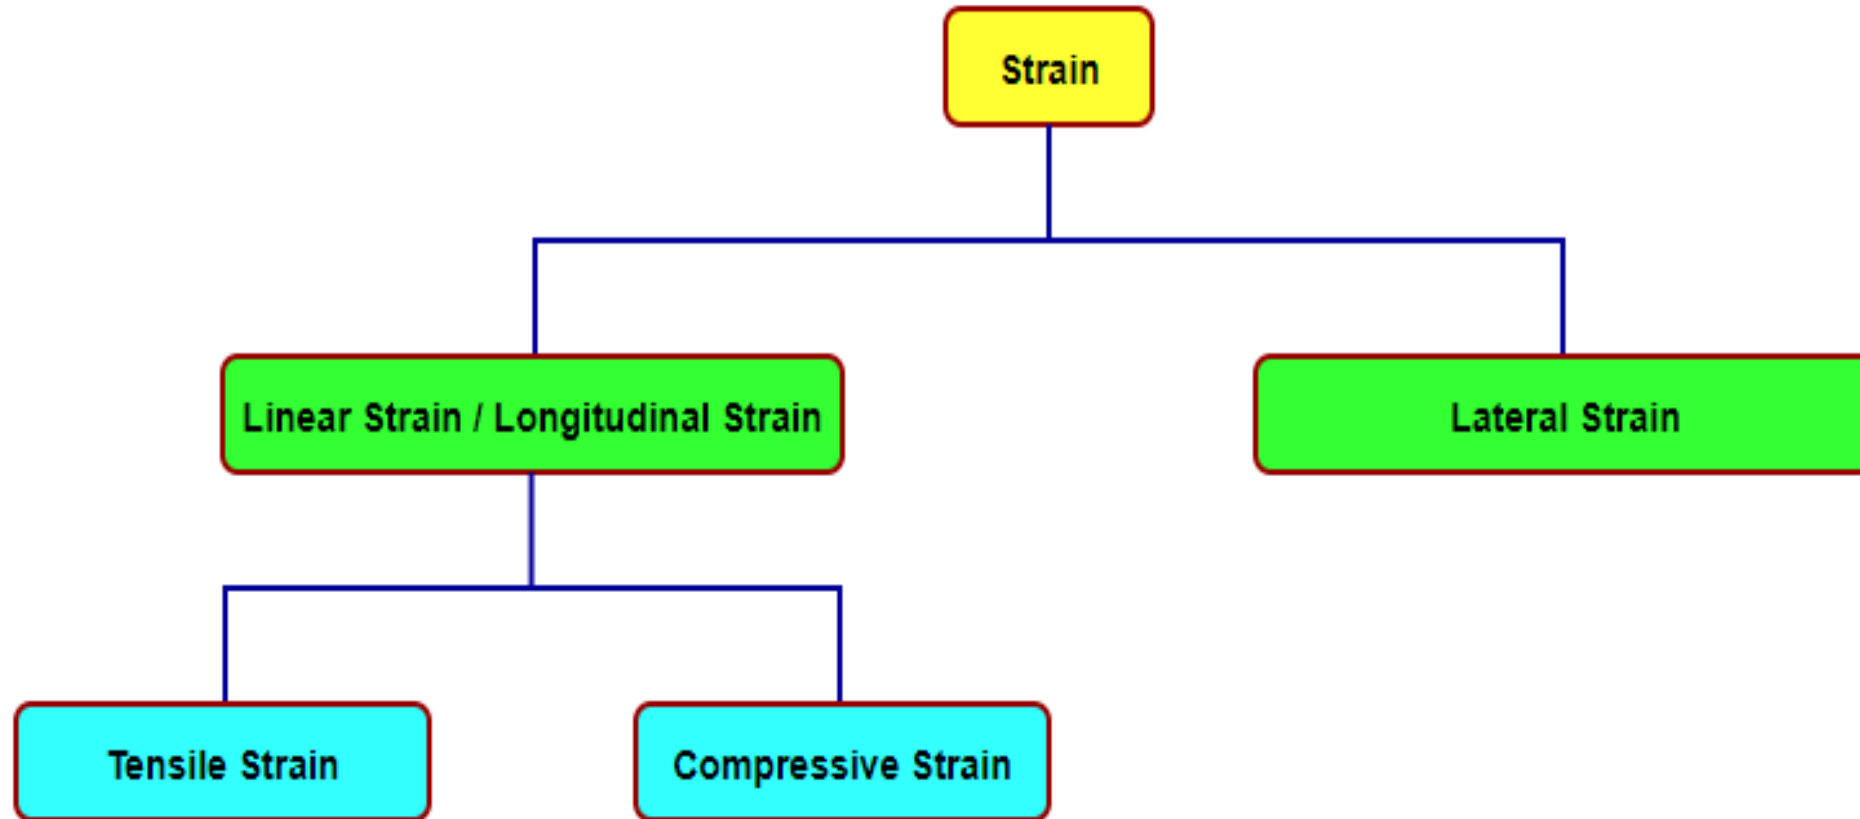 Strain
Linear Strain / Longitudinal Strain
Lateral Strain
Tensile Strain
Compressive Strain